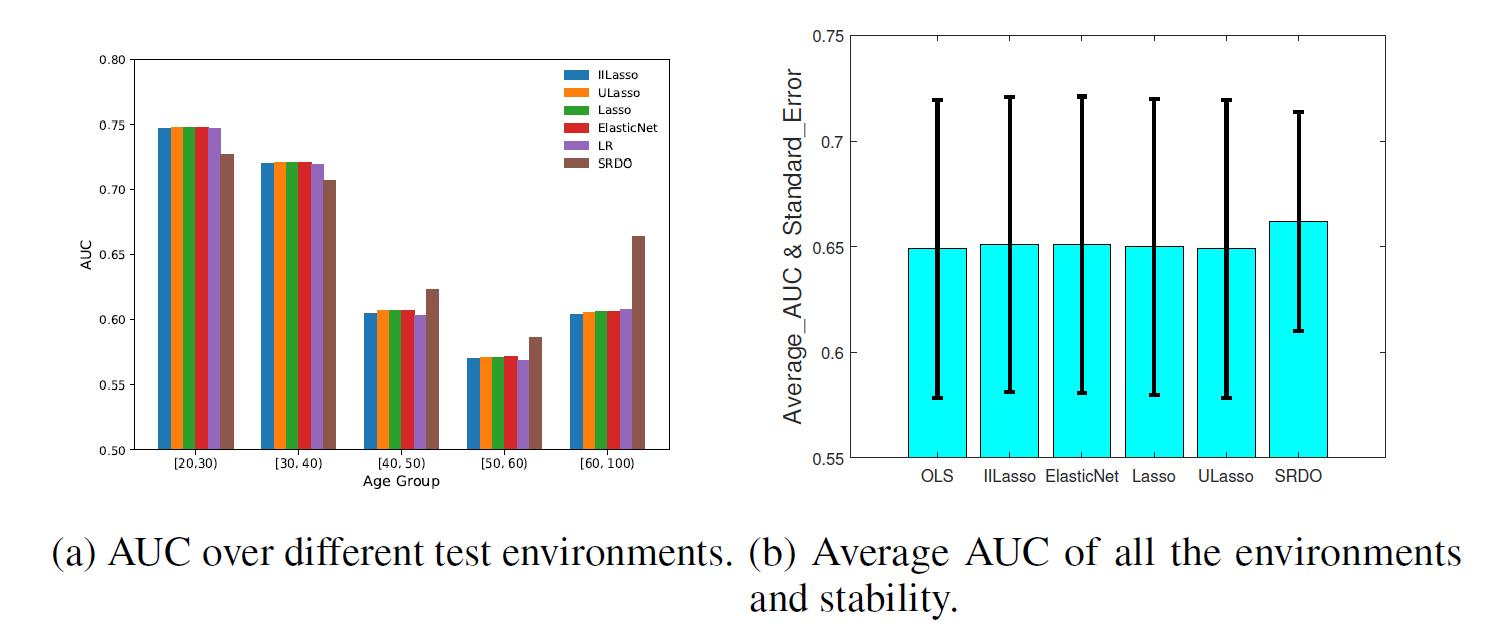 0.80
0.75
0.70
0.65
0.60
0.55
0.50
AUC
IILasso
ULasso
Lasso
ElasticNet
LR
SRDO
[20,30)
[30, 40)
[40, 50)
[50, 60)
[60, 100)
Age Group
0.75
0.7
0.65
0.6
0.55
Average_AUC & Standard_Error
OLS
IILasso
ElasticNet
Lasso
ULasso
SRDO
(a) AUC over different test environments.
(b) Average AUC of all the environments
and stability.